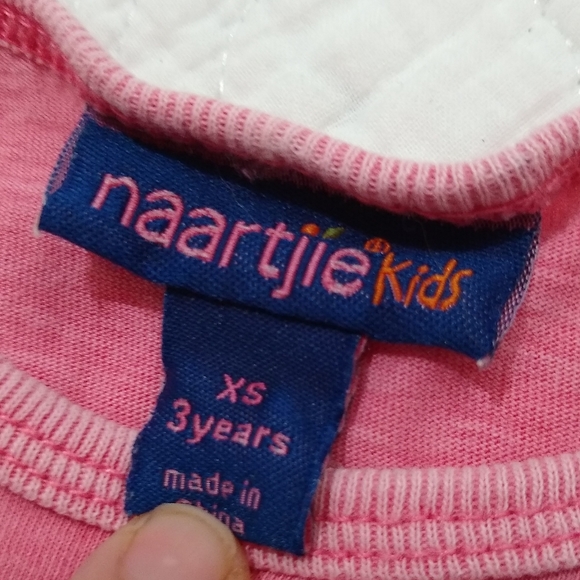 naartjie® Kids
XS
3years
made in
China